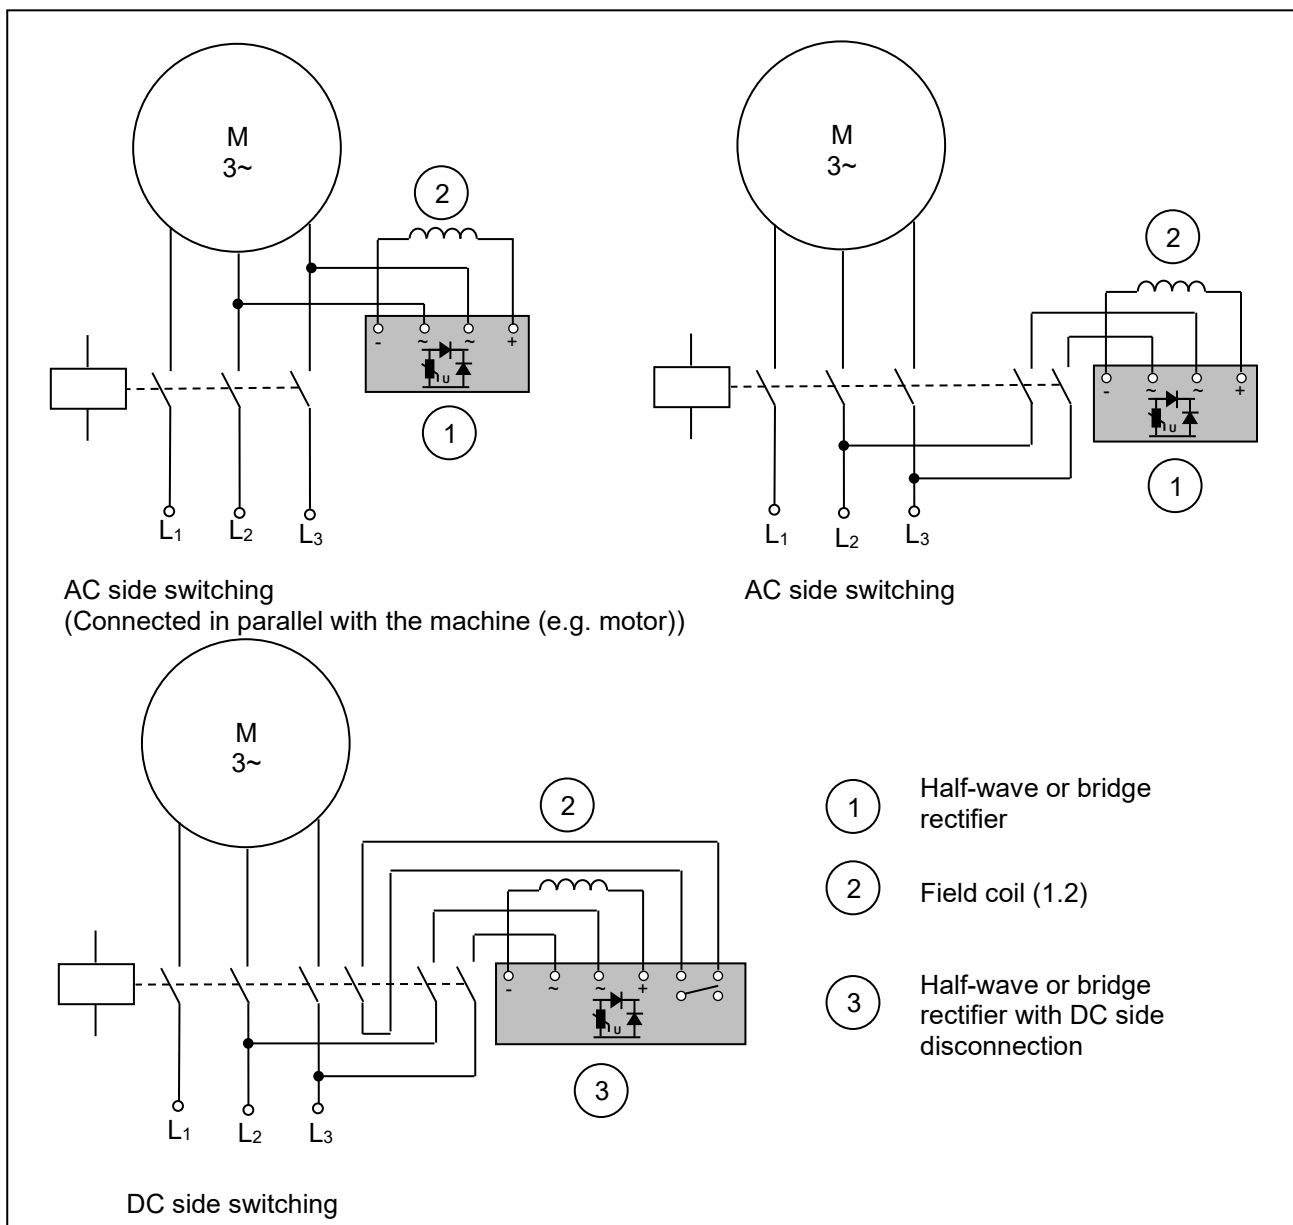 M
3~
2
- ~ ~ +
U
1
L1 L2 L3
AC side switching
(Connected in parallel with the machine (e.g. motor))
M
3~
2
- ~ ~ +
U
1
L1 L2 L3
AC side switching
M
3~
2
- ~ ~ +
U
3
L1 L2 L3
DC side switching
1 Half-wave or bridge
rectifier
2 Field coil (1.2)
3 Half-wave or bridge
rectifier with DC side
disconnection